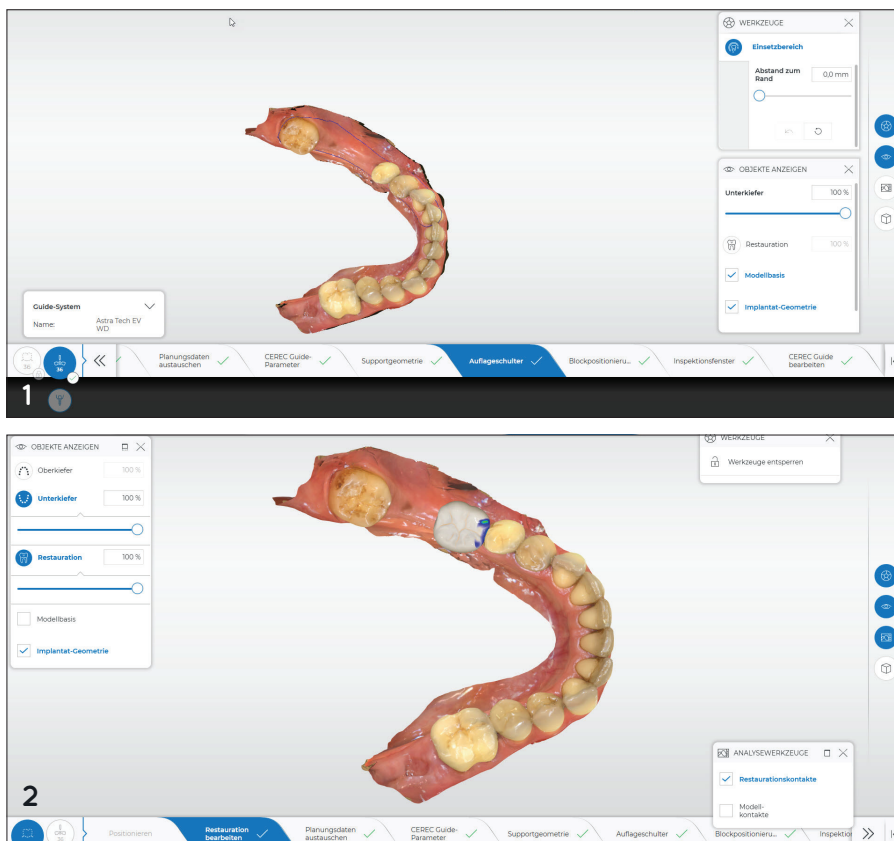 WERKZEUGE
Einsetzbereich
Abstand zum
Rand
0,0 mm
OBJEKTE ANZEIGEN
Unterkiefer
100 %
Restauration
100 %
Modellbasis
Implantat-Geometrie
Guide-System
Name:
Astra Tech EV
WD
36
36
Planungsdaten
austauschen
CEREC Guide-
Parameter
Supportgeometrie
Auflageschulter
Blockpositionieru...
Inspektionsfenster
CEREC Guide
bearbeiten
1
OBJEKTE ANZEIGEN
Oberkiefer
100 %
Unterkiefer
100 %
Restauration
100 %
Modellbasis
Implantat-Geometrie
WERKZEUGE
Werkzeuge entsperren
ANALYSEWERKZEUGE
Restaurationskontakte
Modell-
kontakte
2
36
Positionieren
Restauration
bearbeiten
Planungsdaten
austauschen
CEREC Guide-
Parameter
Supportgeometrie
Auflageschulter
Blockpositionieru...
Inspektion